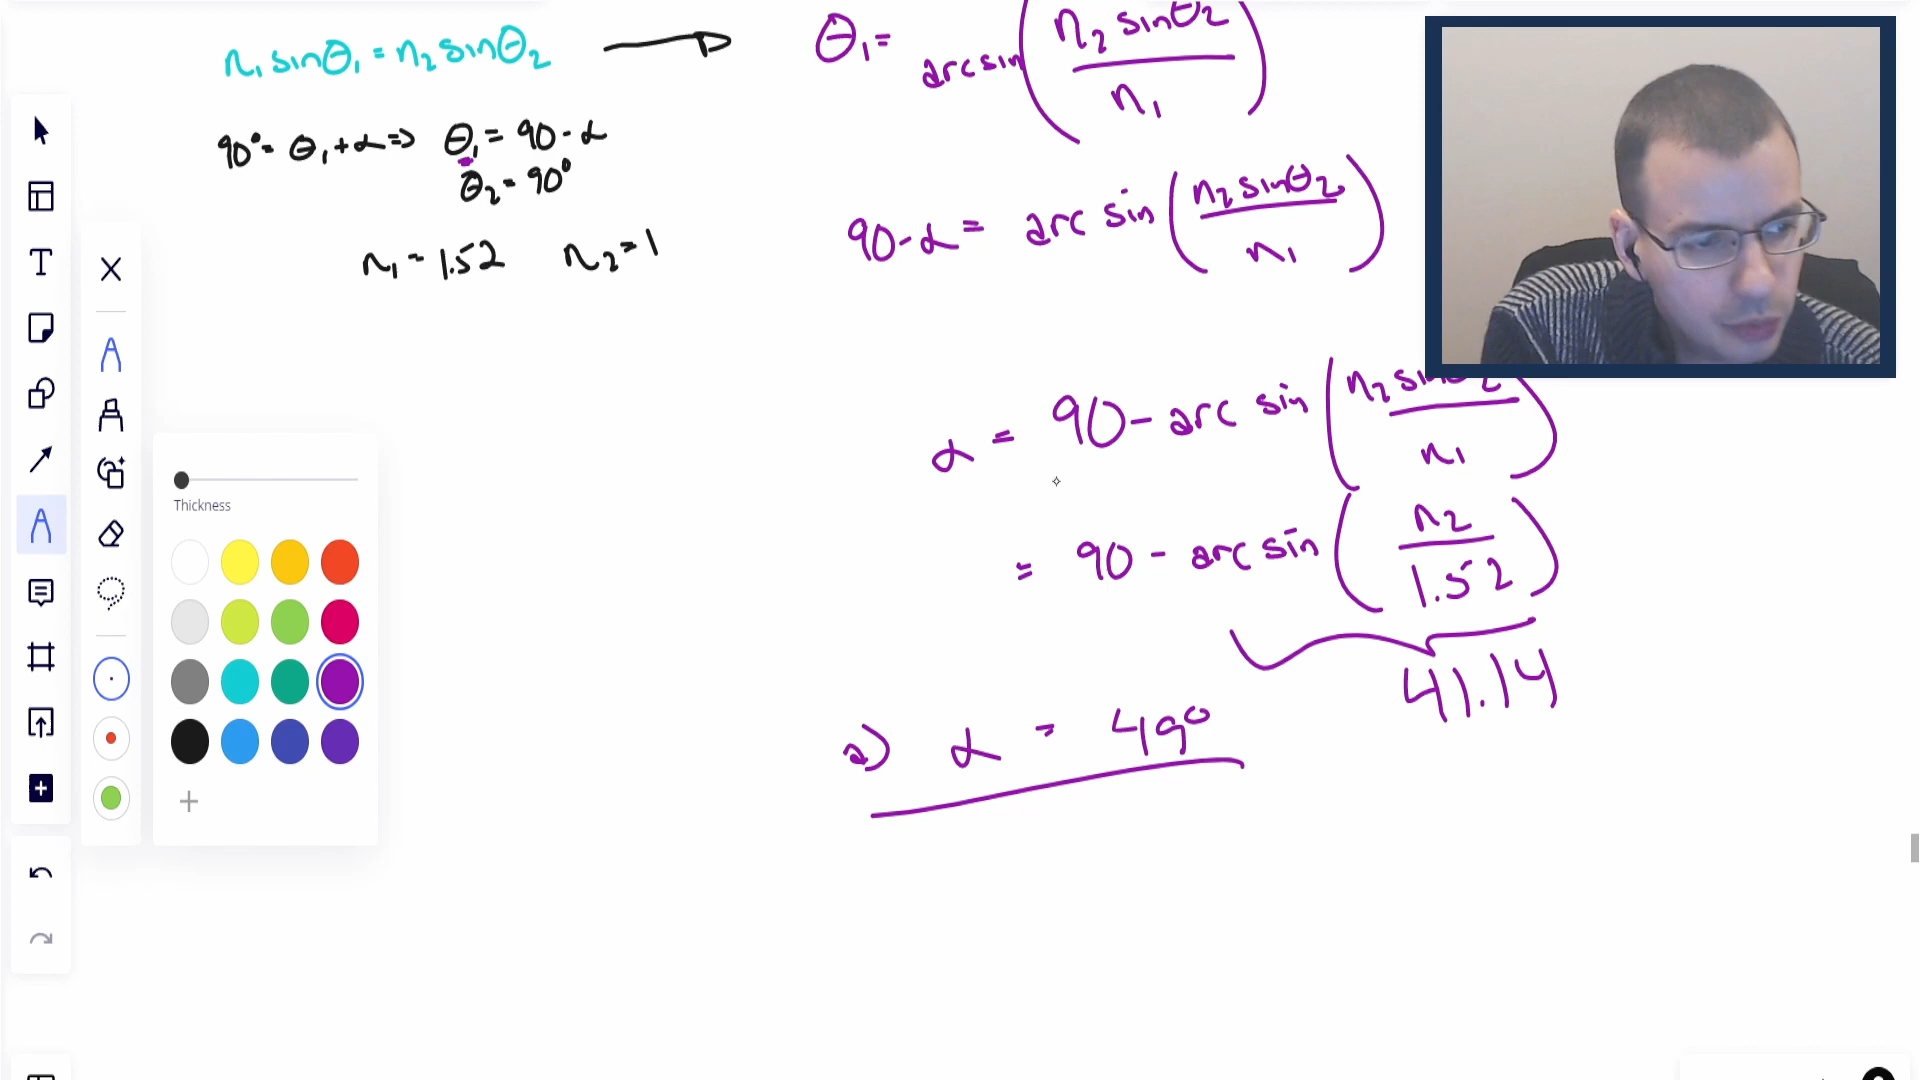 n₁ sinθ₁ = n₂ sinθ₂
θ₁ = arcsin(n₂ sinθ₂ / n₁)
90° = θ₁ + α ⇒ θ₁ = 90 - α
θ₂ = 90°
90 - α = arc sin(n₂ sinθ₂ / n₁)
n₁ = 1.52 n₂ = 1
α = 90 - arc sin(n₂ sinθ₂ / n₁)
Thickness
= 90 - arc sin(n₂ / 1.52)
41.14
a) α = 49°